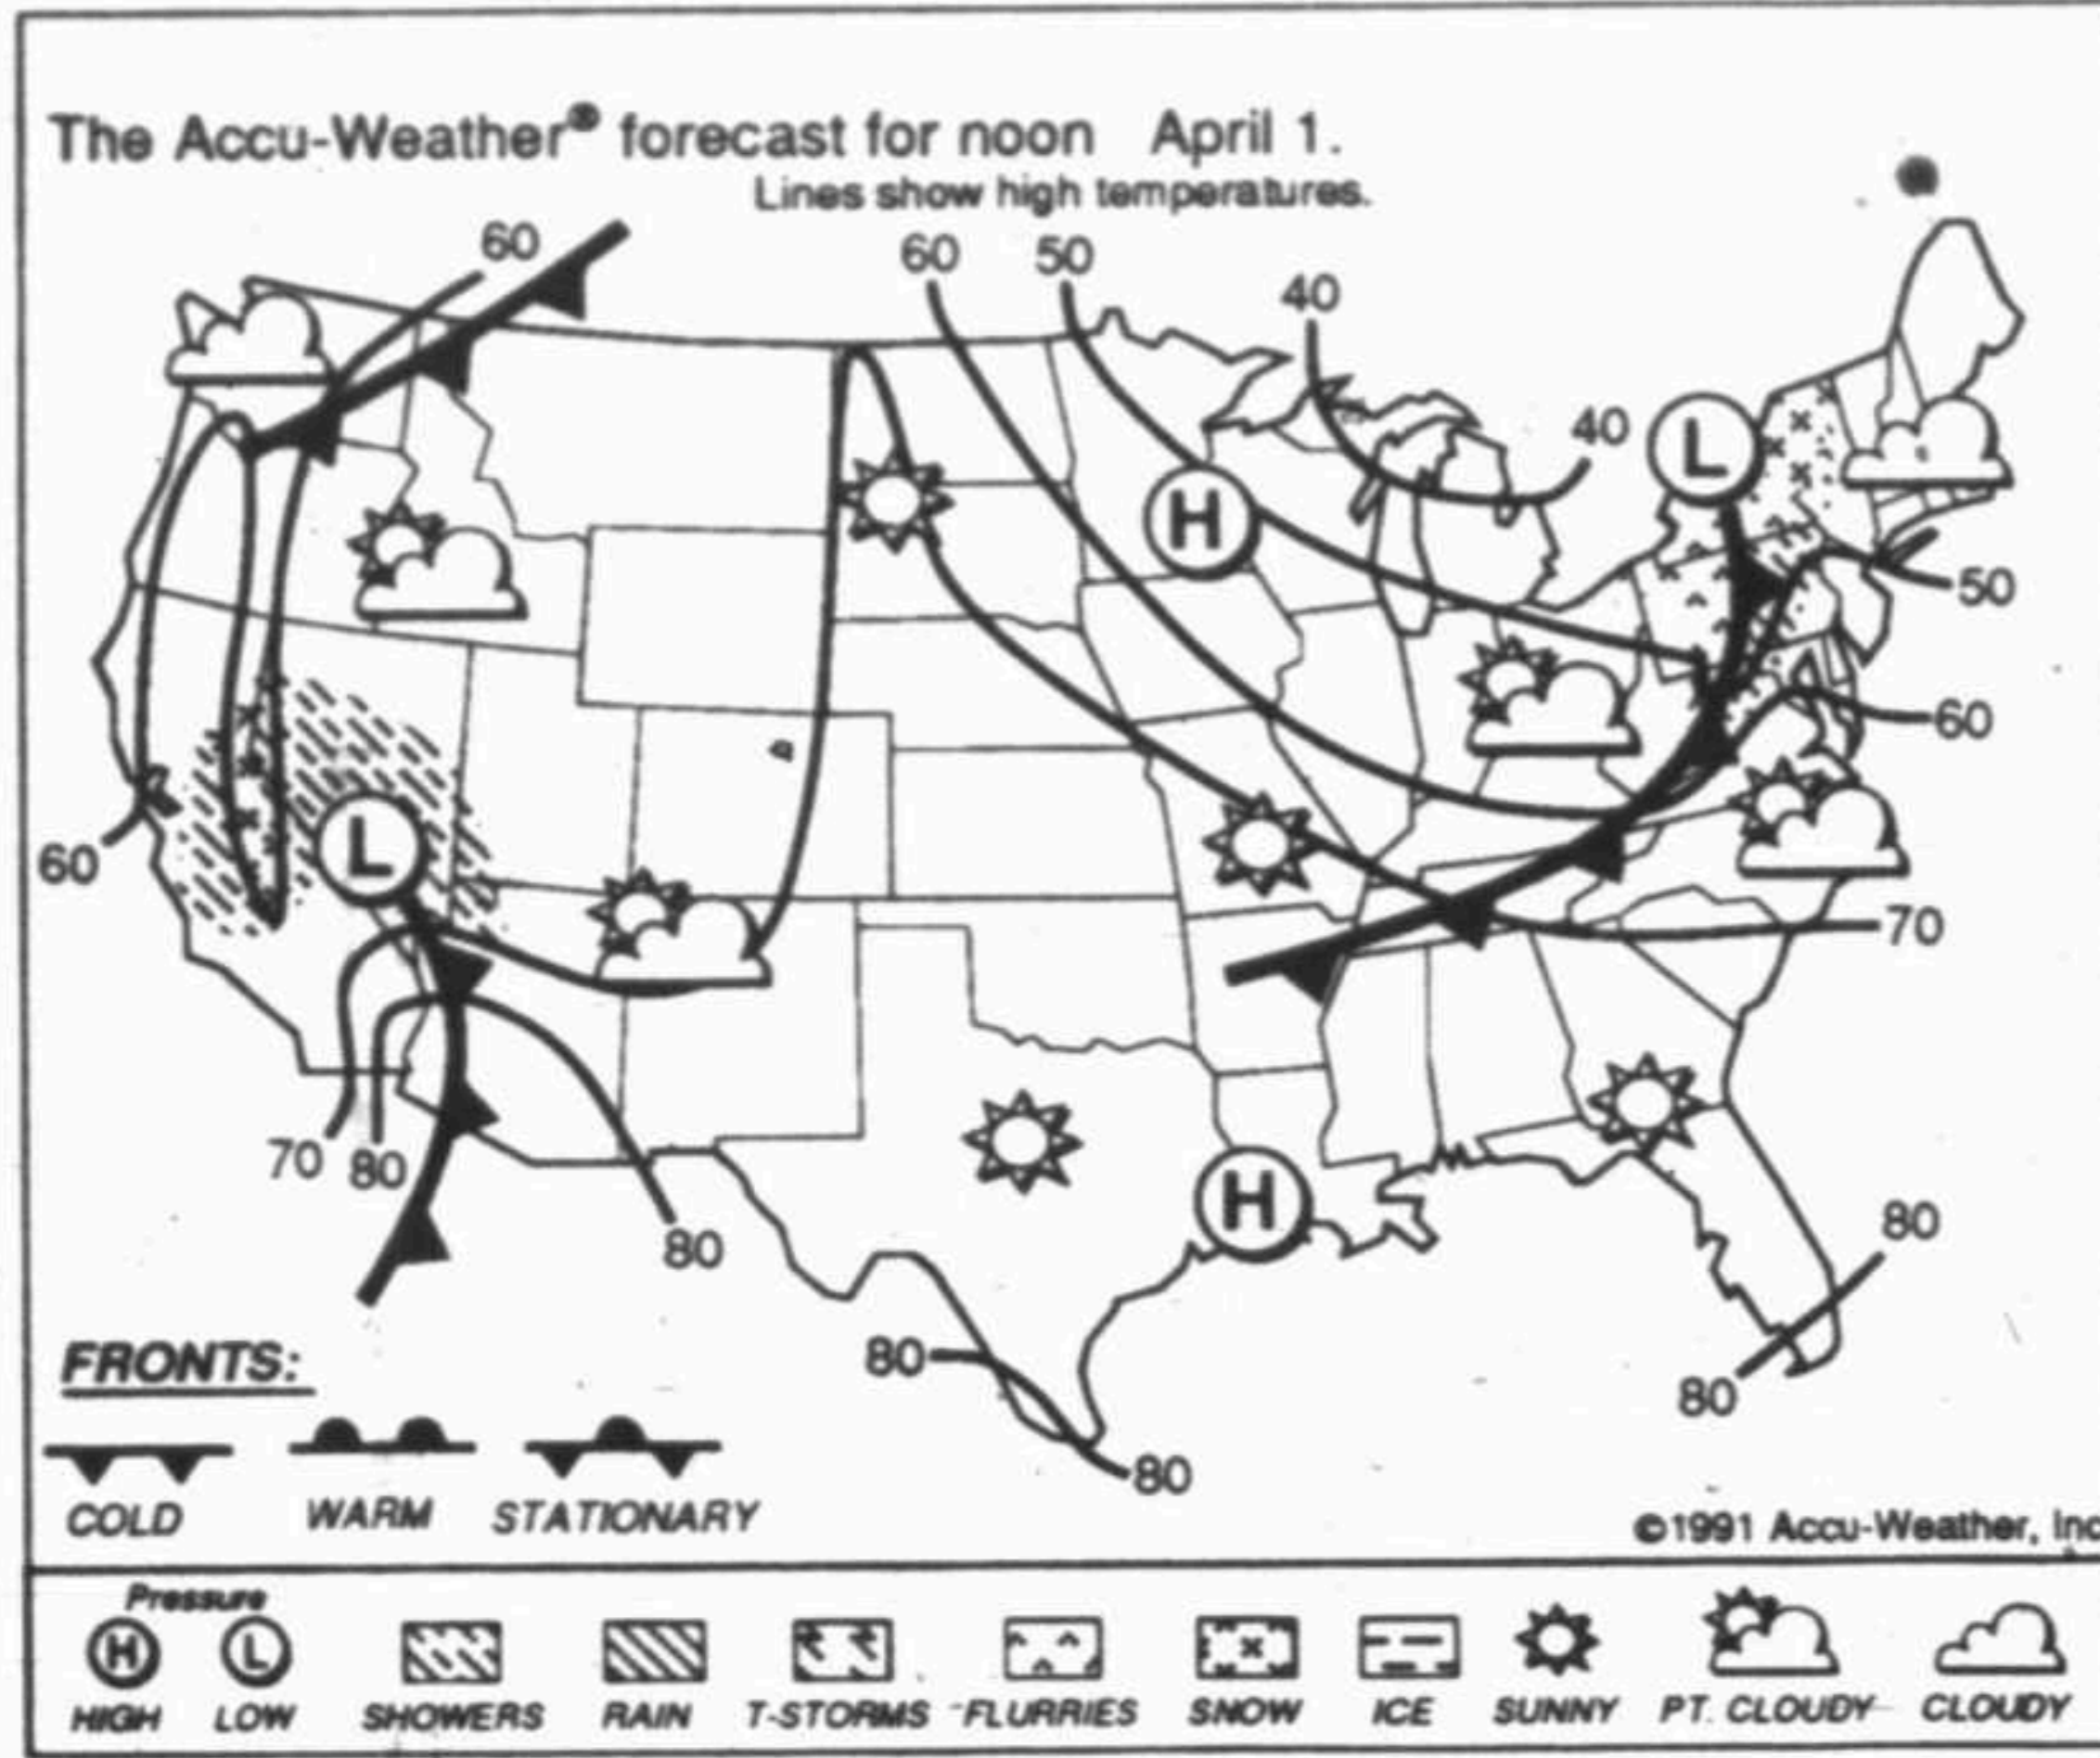 The Accu-Weather® forecast for noon April 1.
Lines show high temperatures.
60
60
50
40
40
L
H
50
60
60
L
70
H
70
80
80
80
80
80
80
FRONTS:
COLD
WARM
STATIONARY
©1991 Accu-Weather, Inc
Pressure
H
L
HIGH
LOW
SHOWERS
RAIN
T-STORMS
FLURRIES
SNOW
ICE
SUNNY
PT. CLOUDY
CLOUDY